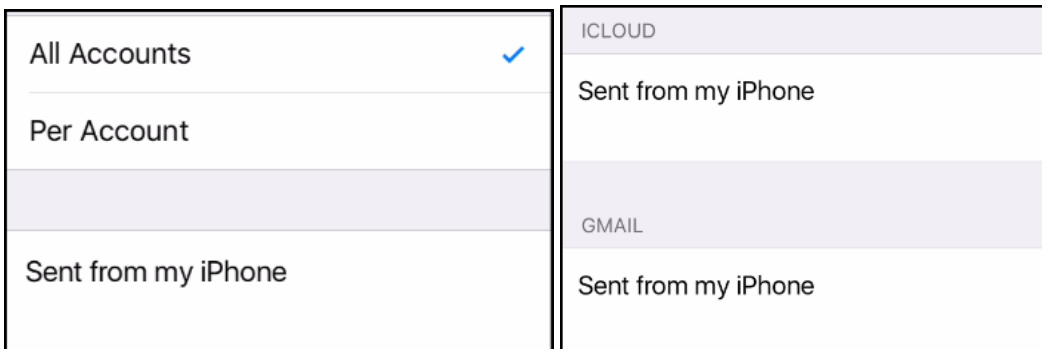 All Accounts
Per Account
Sent from my iPhone
ICLOUD
Sent from my iPhone
GMAIL
Sent from my iPhone